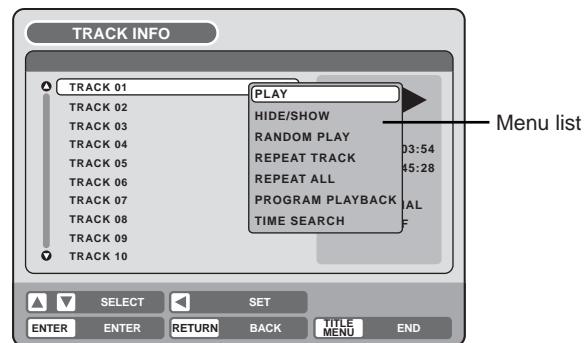 TRACK INFO
TRACK 01
TRACK 02
TRACK 03
TRACK 04
TRACK 05
TRACK 06
TRACK 07
TRACK 08
TRACK 09
TRACK 10
PLAY
HIDE/SHOW
RANDOM PLAY
REPEAT TRACK
REPEAT ALL
PROGRAM PLAYBACK
TIME SEARCH
03:54
45:28
Menu list
SELECT SET
ENTER ENTER RETURN BACK TITLE MENU END